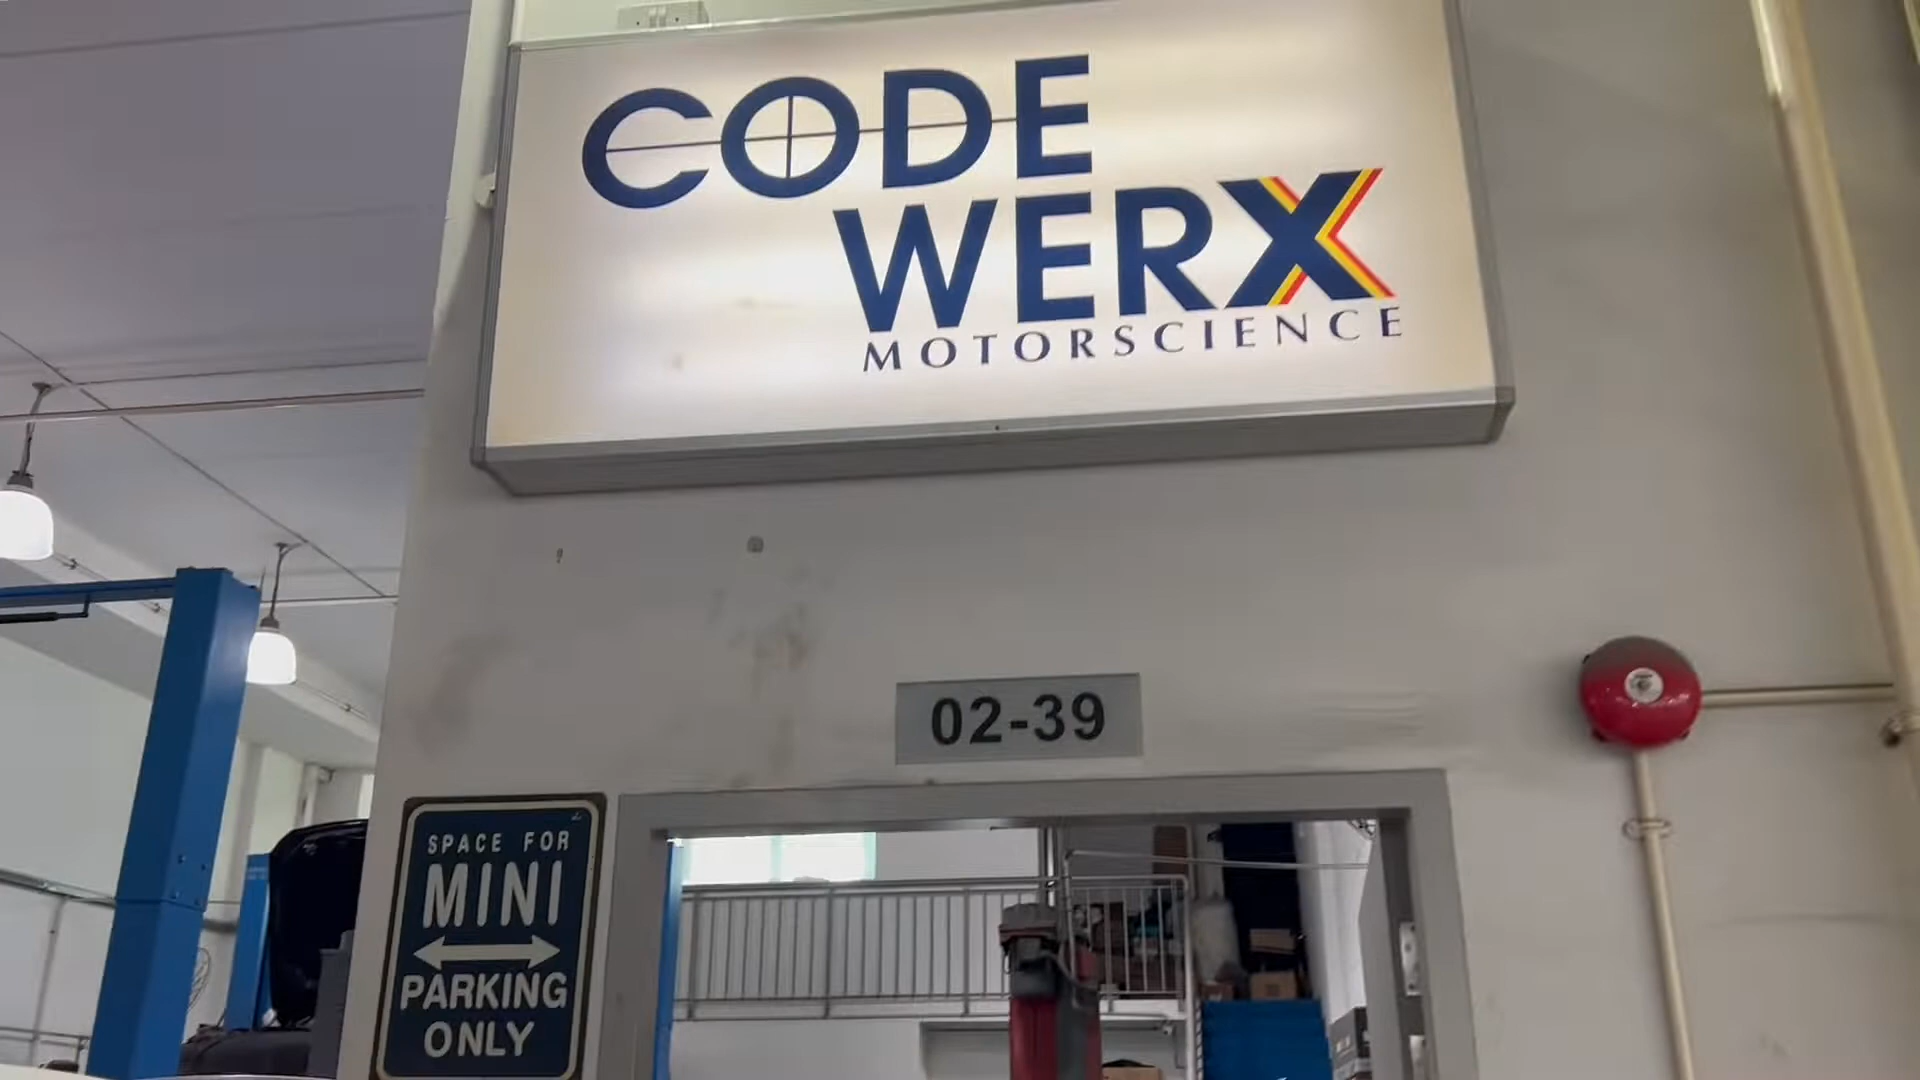 CODE
WERX
MOTORSCIENCE
02-39
SPACE FOR
MINI
PARKING
ONLY